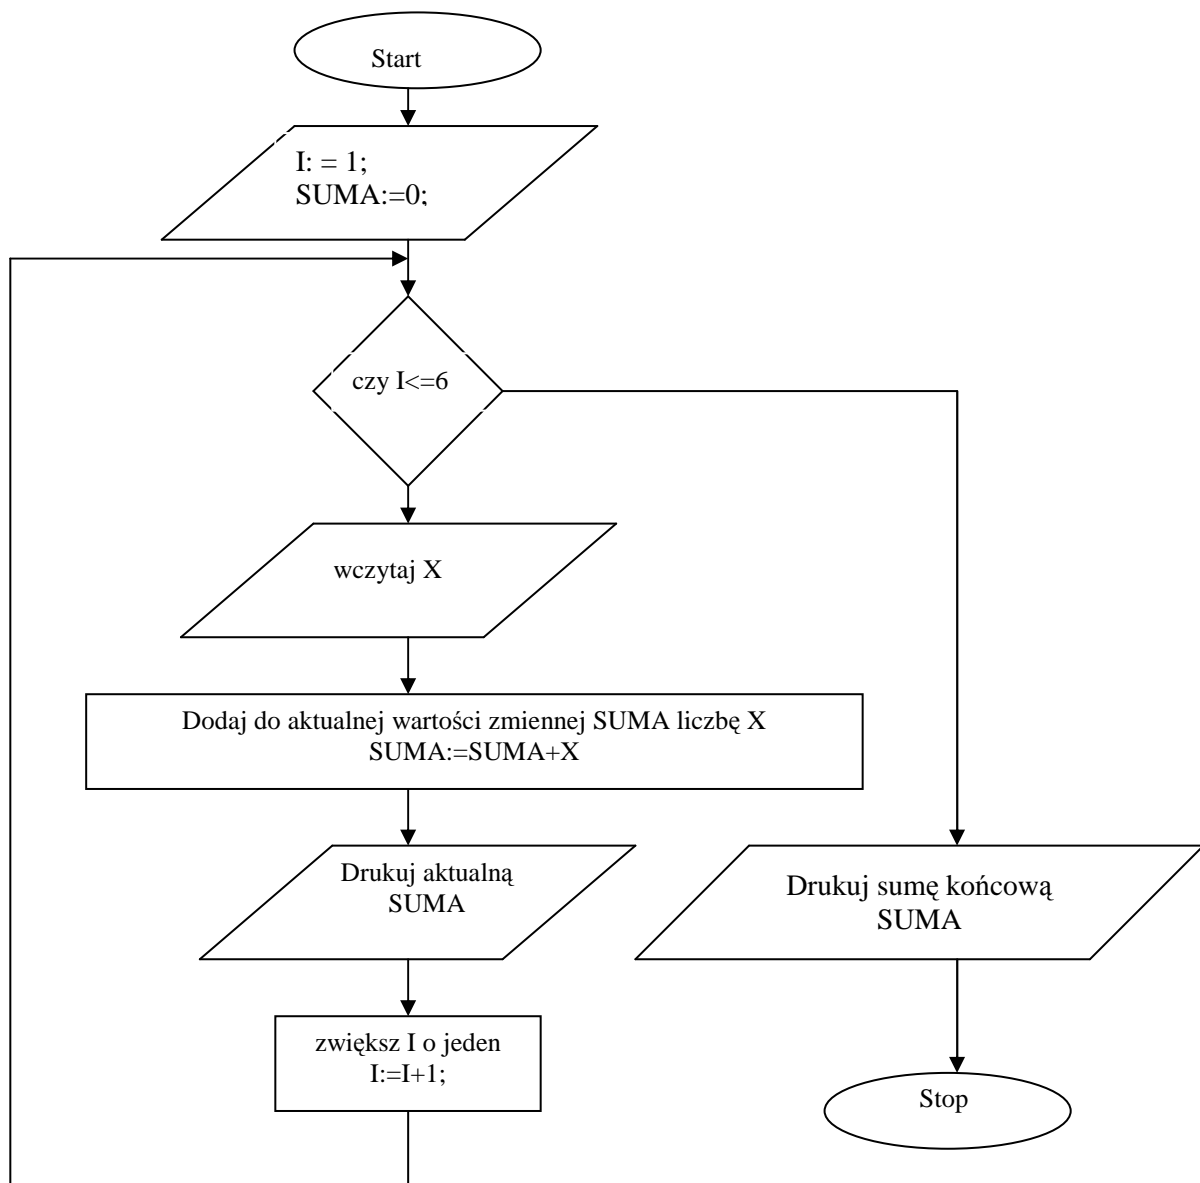 Start
I: = 1;
SUMA:=0;
czy I<=6
wczytaj X
Dodaj do aktualnej wartości zmiennej SUMA liczbę X
SUMA:=SUMA+X
Drukuj aktualną
SUMA
Drukuj sumę końcową
SUMA
zwiększ I o jeden
I:=I+1;
Stop